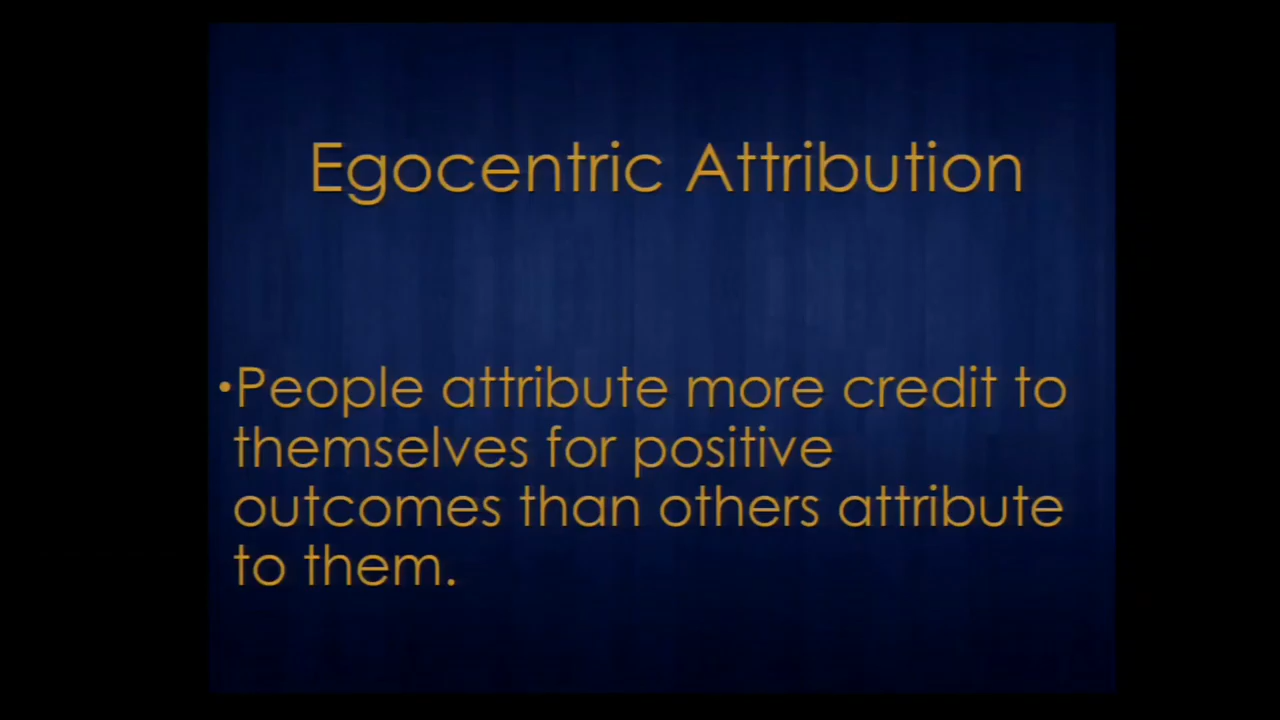 Egocentric Attribution
•People attribute more credit to
themselves for positive
outcomes than others attribute
to them.